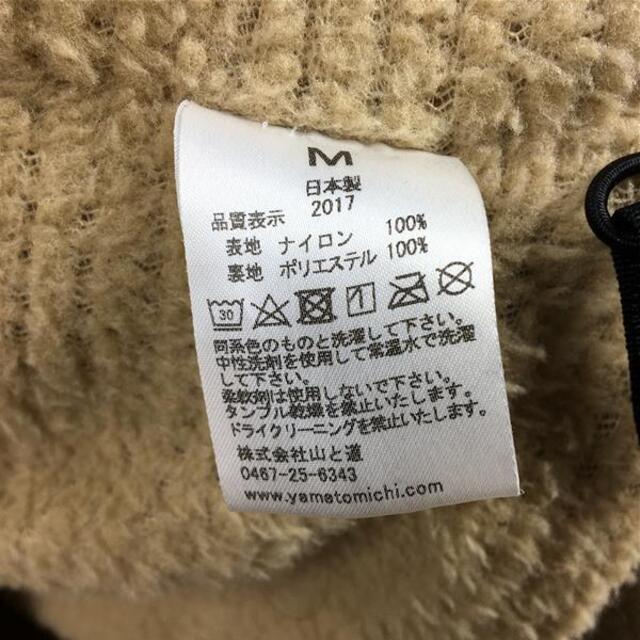 M
日本製
2017
品質表示
表地 ナイロン 100%
裏地 ポリエステル 100%
30
同系色のものと洗濯して下さい。
中性洗剤を使用して常温水で洗濯
して下さい。
柔軟剤は使用しないで下さい。
タンブル乾燥を禁止いたします。
ドライクリーニングを禁止いたします。
株式会社山と道
0467-25-6343
www.yamatomichi.com